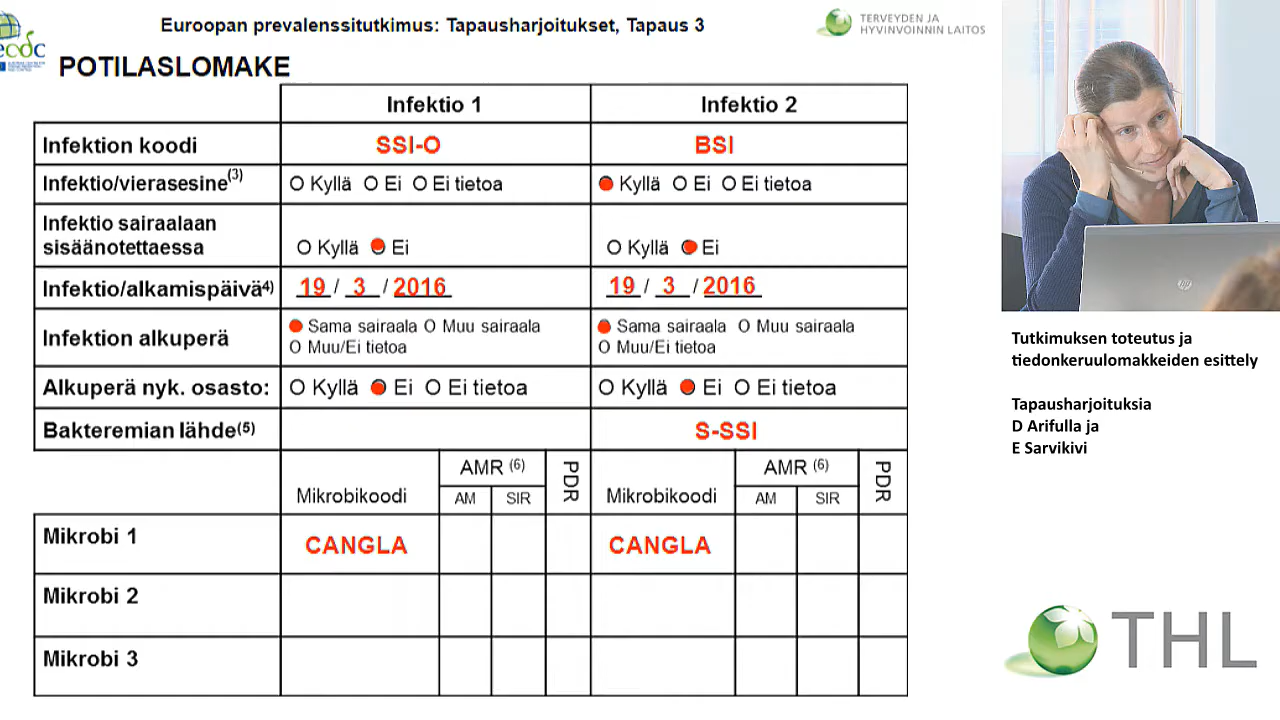 Euroopan prevalenssitutkimus: Tapausharjoitukset, Tapaus 3
TERVEYDEN JA
HYVINVOINNIN LAITOS
ecdc
POTILASLOMAKE
Infektio 1 Infektio 2
Infektion koodi SSI-O BSI
Infektio/vierasesine(3) O Kyllä O Ei O Ei tietoa Kyllä O Ei O Ei tietoa
Infektio sairaalaan
sisäänotettaessa O Kyllä Ei O Kyllä Ei
Infektio/alkamispäivä4) 19 / 3 / 2016 19 / 3 / 2016
Infektion alkuperä Sama sairaala O Muu sairaala Sama sairaala O Muu sairaala
O Muu/Ei tietoa O Muu/Ei tietoa
Alkuperä nyk. osasto: O Kyllä Ei O Ei tietoa O Kyllä Ei O Ei tietoa
Bakteremian lähde(5) S-SSI
Mikrobikoodi AMR (6) PDR Mikrobikoodi AMR (6) PDR
AM SIR AM SIR
Mikrobi 1 CANGLA CANGLA
Mikrobi 2
Mikrobi 3
hp
Tutkimuksen toteutus ja
tiedonkeruulomakkeiden esittely
Tapausharjoituksia
D Arifulla ja
E Sarvikivi
THL